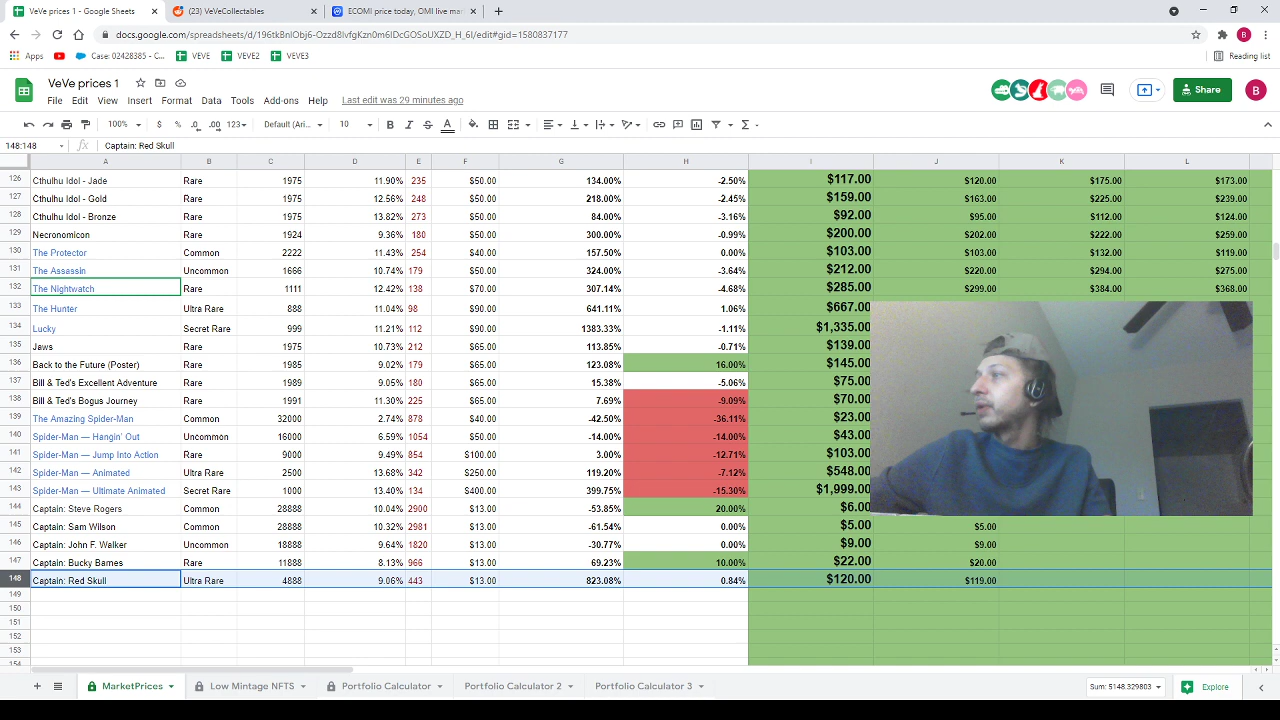 VeVe prices 1 - Google Sheets × (23) VeVeCollectables × ECOMI price today, OMI live ma × +
docs.google.com/spreadsheets/d/196tkBnIObj6-Ozzd8IvfgKzn0m6IDcGOSoUXZD_H_6I/edit#gid=1580837177 B
Apps Case: 02428385 - C... VEVE VEVE2 VEVE3 Reading list
VeVe prices 1 Share B
File Edit View Insert Format Data Tools Add-ons Help Last edit was 29 minutes ago
100% $ % .0 .00 123 Default (Ari... 10 B I S A Σ
148:148 fx Captain: Red Skull
A B C D E F G H I J K L
126 Cthulhu Idol - Jade Rare 1975 11.90% 235 $50.00 134.00% -2.50% $117.00 $120.00 $175.00 $173.00
127 Cthulhu Idol - Gold Rare 1975 12.56% 248 $50.00 218.00% -2.45% $159.00 $163.00 $225.00 $239.00
128 Cthulhu Idol - Bronze Rare 1975 13.82% 273 $50.00 84.00% -3.16% $92.00 $95.00 $112.00 $124.00
129 Necronomicon Rare 1924 9.36% 180 $50.00 300.00% -0.99% $200.00 $202.00 $222.00 $259.00
130 The Protector Common 2222 11.43% 254 $40.00 157.50% 0.00% $103.00 $103.00 $132.00 $119.00
131 The Assassin Uncommon 1666 10.74% 179 $50.00 324.00% -3.64% $212.00 $220.00 $294.00 $275.00
132 The Nightwatch Rare 1111 12.42% 138 $70.00 307.14% -4.68% $285.00 $299.00 $384.00 $368.00
133 The Hunter Ultra Rare 888 11.04% 98 $90.00 641.11% 1.06% $667.00
134 Lucky Secret Rare 999 11.21% 112 $90.00 1383.33% -1.11% $1,335.00
135 Jaws Rare 1975 10.73% 212 $65.00 113.85% -0.71% $139.00
136 Back to the Future (Poster) Rare 1985 9.02% 179 $65.00 123.08% 16.00% $145.00
137 Bill & Ted's Excellent Adventure Rare 1989 9.05% 180 $65.00 15.38% -5.06% $75.00
138 Bill & Ted's Bogus Journey Rare 1991 11.30% 225 $65.00 7.69% -9.09% $70.00
139 The Amazing Spider-Man Common 32000 2.74% 878 $40.00 -42.50% -36.11% $23.00
140 Spider-Man — Hangin' Out Uncommon 16000 6.59% 1054 $50.00 -14.00% -14.00% $43.00
141 Spider-Man — Jump Into Action Rare 9000 9.49% 854 $100.00 3.00% -12.71% $103.00
142 Spider-Man — Animated Ultra Rare 2500 13.68% 342 $250.00 119.20% -7.12% $548.00
143 Spider-Man — Ultimate Animated Secret Rare 1000 13.40% 134 $400.00 399.75% -15.30% $1,999.00
144 Captain: Steve Rogers Common 28888 10.04% 2900 $13.00 -53.85% 20.00% $6.00
145 Captain: Sam Wilson Common 28888 10.32% 2981 $13.00 -61.54% 0.00% $5.00 $5.00
146 Captain: John F. Walker Uncommon 18888 9.64% 1820 $13.00 -30.77% 0.00% $9.00 $9.00
147 Captain: Bucky Barnes Rare 11888 8.13% 966 $13.00 69.23% 10.00% $22.00 $20.00
148 Captain: Red Skull Ultra Rare 4888 9.06% 443 $13.00 823.08% 0.84% $120.00 $119.00
149
150
151
152
153
154
MarketPrices Low Mintage NFTS Portfolio Calculator Portfolio Calculator 2 Portfolio Calculator 3 Sum: 5148.329803 Explore